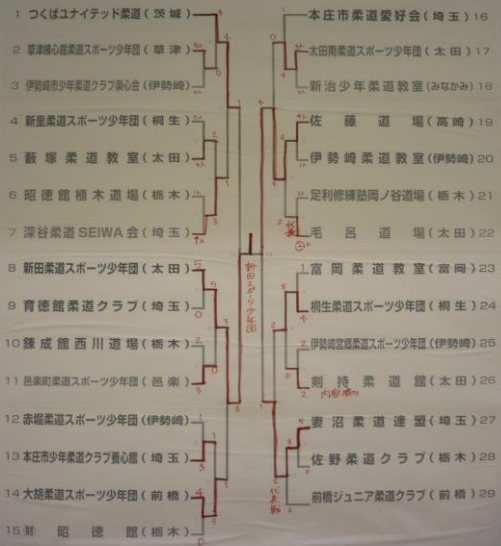 1 つくばユナイテッド柔道(茨城)
2 草津練心館柔道スポーツ少年団(草津)
3 伊勢崎市少年柔道クラブ楽心会(伊勢崎)
4 新里柔道スポーツ少年団(桐生)
5 藪塚柔道教室(太田)
6 昭徳館植木道場(栃木)
7 深谷柔道SEIWA会(埼玉)
8 新田柔道スポーツ少年団(太田)
9 育徳館柔道クラブ(埼玉)
10 錬成館西川道場(栃木)
11 邑楽町柔道スポーツ少年団(邑楽)
12 赤堀柔道スポーツ少年団(伊勢崎)
13 本庄市少年柔道クラブ養心館(埼玉)
14 大胡柔道スポーツ少年団(前橋)
15 (財)昭徳館(栃木)
新田スポーツ少年団
本庄市柔道愛好会(埼玉)16
太田南柔道スポーツ少年団(太田)17
新治少年柔道教室(みなかみ)18
佐藤道場(高崎)19
伊勢崎柔道教室(伊勢崎)20
足利修練塾岡ノ谷道場(栃木)21
毛呂道場(太田)22
富岡柔道教室(富岡)23
桐生柔道スポーツ少年団(桐生)24
伊勢崎宮郷柔道スポーツ少年団(伊勢崎)25
剣持柔道館(太田)26
妻沼柔道連盟(埼玉)27
佐野柔道クラブ(栃木)28
前橋ジュニア柔道クラブ(前橋)29